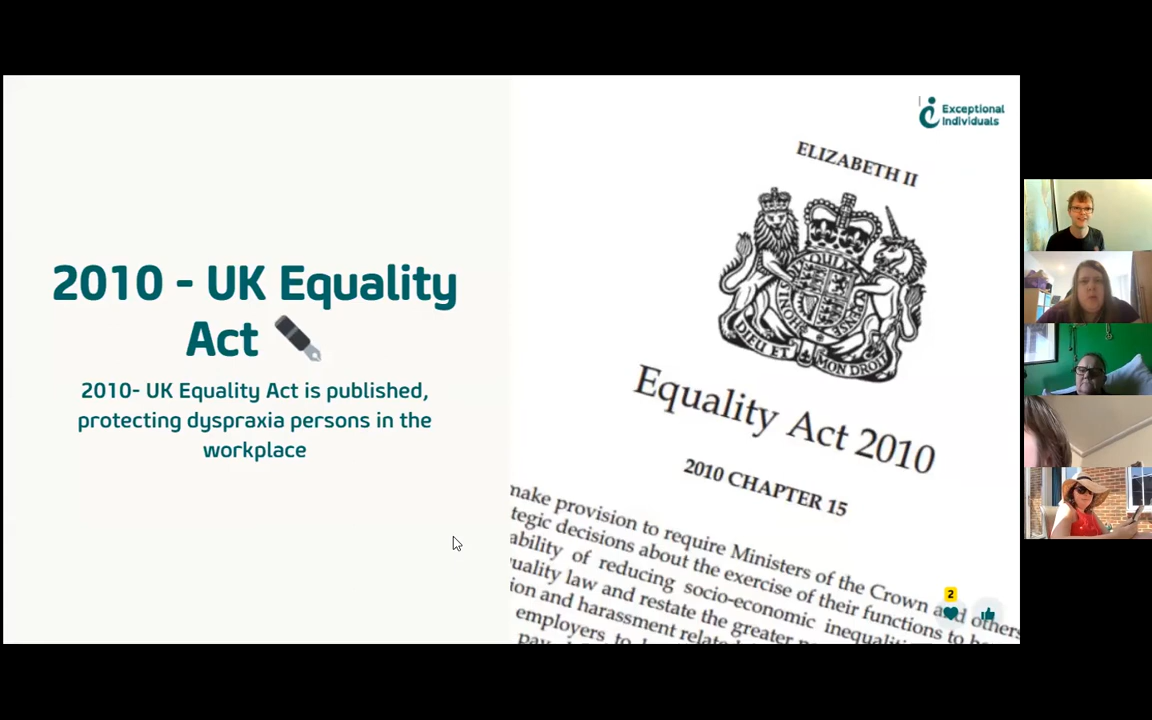 2010 - UK Equality
Act
2010- UK Equality Act is published,
protecting dyspraxia persons in the
workplace
Exceptional
Individuals
ELIZABETH II
DIEU ET MON DROIT
Equality Act 2010
2010 CHAPTER 15
make provision to require Ministers of the Crown and others
tegic decisions about the exercise of their functions to
ability of reducing socio-economic
uality law and restate the greater
ion and harassment
employers to
2